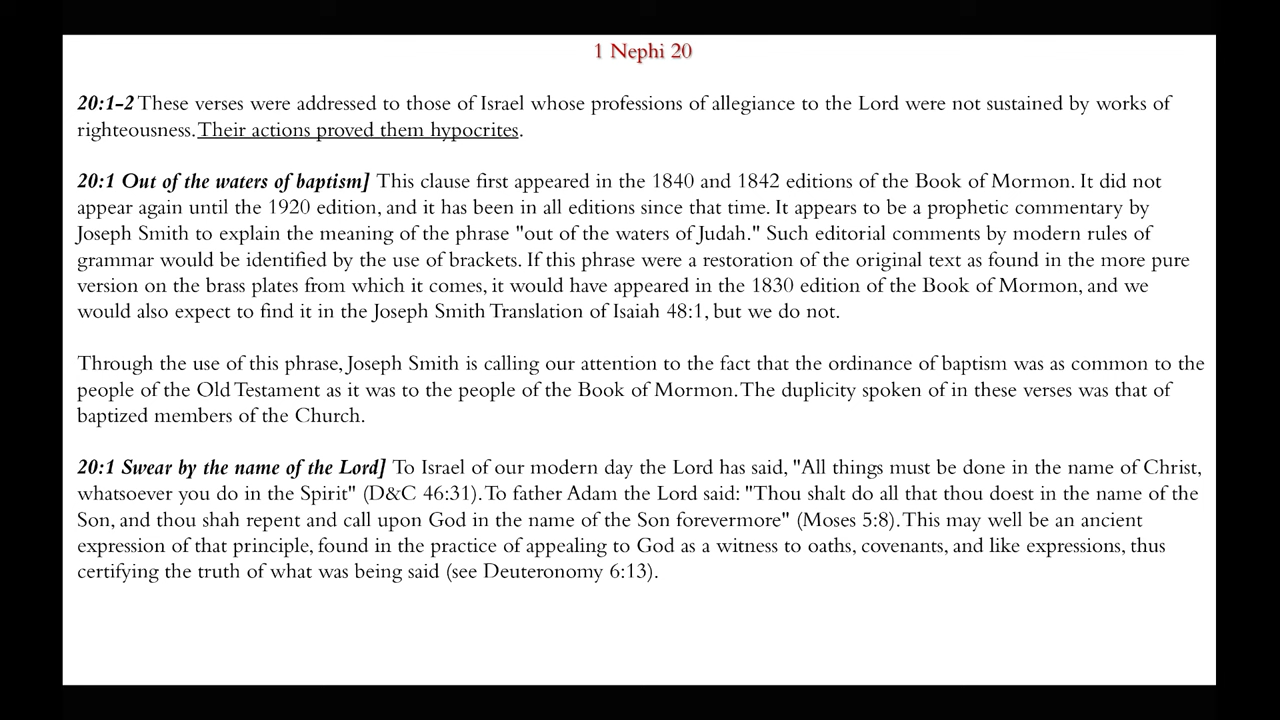 1 Nephi 20
20:1-2 These verses were addressed to those of Israel whose professions of allegiance to the Lord were not sustained by works of
righteousness. Their actions proved them hypocrites.
20:1 Out of the waters of baptism] This clause first appeared in the 1840 and 1842 editions of the Book of Mormon. It did not
appear again until the 1920 edition, and it has been in all editions since that time. It appears to be a prophetic commentary by
Joseph Smith to explain the meaning of the phrase "out of the waters of Judah." Such editorial comments by modern rules of
grammar would be identified by the use of brackets. If this phrase were a restoration of the original text as found in the more pure
version on the brass plates from which it comes, it would have appeared in the 1830 edition of the Book of Mormon, and we
would also expect to find it in the Joseph Smith Translation of Isaiah 48:1, but we do not.
Through the use of this phrase, Joseph Smith is calling our attention to the fact that the ordinance of baptism was as common to the
people of the Old Testament as it was to the people of the Book of Mormon. The duplicity spoken of in these verses was that of
baptized members of the Church.
20:1 Swear by the name of the Lord] To Israel of our modern day the Lord has said, "All things must be done in the name of Christ,
whatsoever you do in the Spirit" (D&C 46:31). To father Adam the Lord said: "Thou shalt do all that thou doest in the name of the
Son, and thou shah repent and call upon God in the name of the Son forevermore" (Moses 5:8). This may well be an ancient
expression of that principle, found in the practice of appealing to God as a witness to oaths, covenants, and like expressions, thus
certifying the truth of what was being said (see Deuteronomy 6:13).